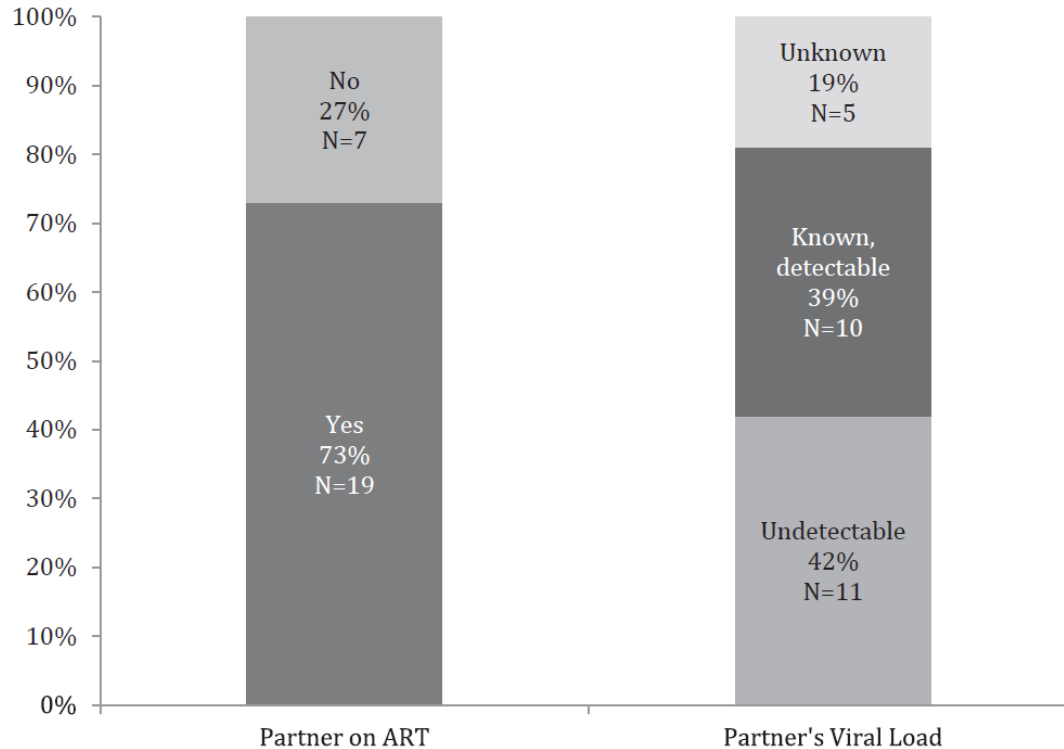 100%
90%
80%
70%
60%
50%
40%
30%
20%
10%
0%
No
27%
N=7
Yes
73%
N=19
Unknown
19%
N=5
Known,
detectable
39%
N=10
Undetectable
42%
N=11
Partner on ART
Partner's Viral Load